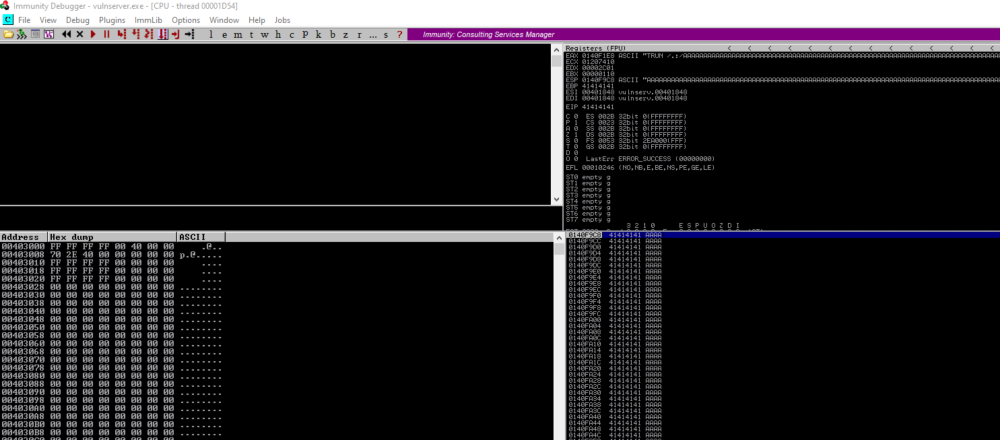 Immunity Debugger - vulnserver.exe - [CPU - thread 00001D54]
C File View Debug Plugins ImmLib Options Window Help Jobs
l e m t w h c P k b z r ... s ? Immunity: Consulting Services Manager
Registers (FPU) < < < < < < < < < < < < <
EAX 0140F1E8 ASCII "TRUN /.:/AAAAAAAAAAAAAAAAAAAAAAAAAAAAAAAAAAAAAAAAAAAAAAAAAAAAAAAAAAAA
ECX 01207410
EDX 00002C01
EBX 00000110
ESP 0140F9C8 ASCII "AAAAAAAAAAAAAAAAAAAAAAAAAAAAAAAAAAAAAAAAAAAAAAAAAAAAAAAAAAAAAAAAAAAA
EBP 41414141
ESI 00401848 vulnserv.00401848
EDI 00401848 vulnserv.00401848
EIP 41414141
C 0 ES 002B 32bit 0(FFFFFFFF)
P 1 CS 0023 32bit 0(FFFFFFFF)
A 0 SS 002B 32bit 0(FFFFFFFF)
Z 1 DS 002B 32bit 0(FFFFFFFF)
S 0 FS 0053 32bit 2EA000(FFF)
T 0 GS 002B 32bit 0(FFFFFFFF)
D 0
O 0 LastErr ERROR_SUCCESS (00000000)
EFL 00010246 (NO,NB,E,BE,NS,PE,GE,LE)
ST0 empty g
ST1 empty g
ST2 empty g
ST3 empty g
ST4 empty g
ST5 empty g
ST6 empty g
ST7 empty g
3 2 1 0 E S P U O Z D I
Address Hex dump ASCII
00403000 FF FF FF FF 00 40 00 00 .@..
00403008 70 2E 40 00 00 00 00 00 p.@.....
00403010 FF FF FF FF 00 00 00 00 ....
00403018 FF FF FF FF 00 00 00 00 ....
00403020 FF FF FF FF 00 00 00 00 ....
00403028 00 00 00 00 00 00 00 00 ........
00403030 00 00 00 00 00 00 00 00 ........
00403038 00 00 00 00 00 00 00 00 ........
00403040 00 00 00 00 00 00 00 00 ........
00403048 00 00 00 00 00 00 00 00 ........
00403050 00 00 00 00 00 00 00 00 ........
00403058 00 00 00 00 00 00 00 00 ........
00403060 00 00 00 00 00 00 00 00 ........
00403068 00 00 00 00 00 00 00 00 ........
00403070 00 00 00 00 00 00 00 00 ........
00403078 00 00 00 00 00 00 00 00 ........
00403080 00 00 00 00 00 00 00 00 ........
00403088 00 00 00 00 00 00 00 00 ........
00403090 00 00 00 00 00 00 00 00 ........
00403098 00 00 00 00 00 00 00 00 ........
004030A0 00 00 00 00 00 00 00 00 ........
004030A8 00 00 00 00 00 00 00 00 ........
004030B0 00 00 00 00 00 00 00 00 ........
004030B8 00 00 00 00 00 00 00 00 ........
0140F9C8 41414141 AAAA
0140F9CC 41414141 AAAA
0140F9D0 41414141 AAAA
0140F9D4 41414141 AAAA
0140F9D8 41414141 AAAA
0140F9DC 41414141 AAAA
0140F9E0 41414141 AAAA
0140F9E4 41414141 AAAA
0140F9E8 41414141 AAAA
0140F9EC 41414141 AAAA
0140F9F0 41414141 AAAA
0140F9F4 41414141 AAAA
0140F9F8 41414141 AAAA
0140F9FC 41414141 AAAA
0140FA00 41414141 AAAA
0140FA04 41414141 AAAA
0140FA08 41414141 AAAA
0140FA0C 41414141 AAAA
0140FA10 41414141 AAAA
0140FA14 41414141 AAAA
0140FA18 41414141 AAAA
0140FA1C 41414141 AAAA
0140FA20 41414141 AAAA
0140FA24 41414141 AAAA
0140FA28 41414141 AAAA
0140FA2C 41414141 AAAA
0140FA30 41414141 AAAA
0140FA34 41414141 AAAA
0140FA38 41414141 AAAA
0140FA3C 41414141 AAAA
0140FA40 41414141 AAAA
0140FA44 41414141 AAAA
0140FA48 41414141 AAAA
0140FA4C 41414141 AAAA